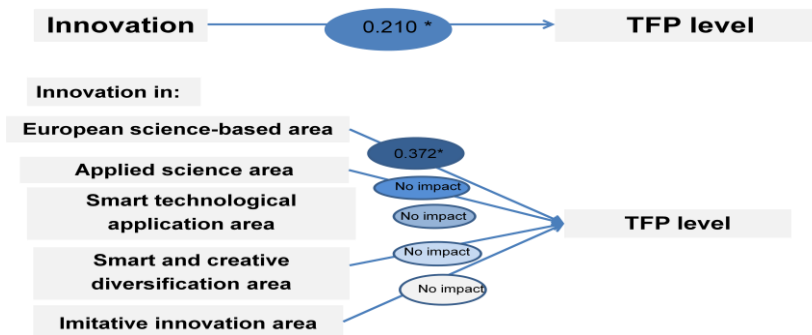 Innovation
0.210 *
TFP level
Innovation in:
European science-based area
0.372*
Applied science area
No impact
Smart technological
application area
No impact
TFP level
Smart and creative
diversification area
No impact
Imitative innovation area
No impact